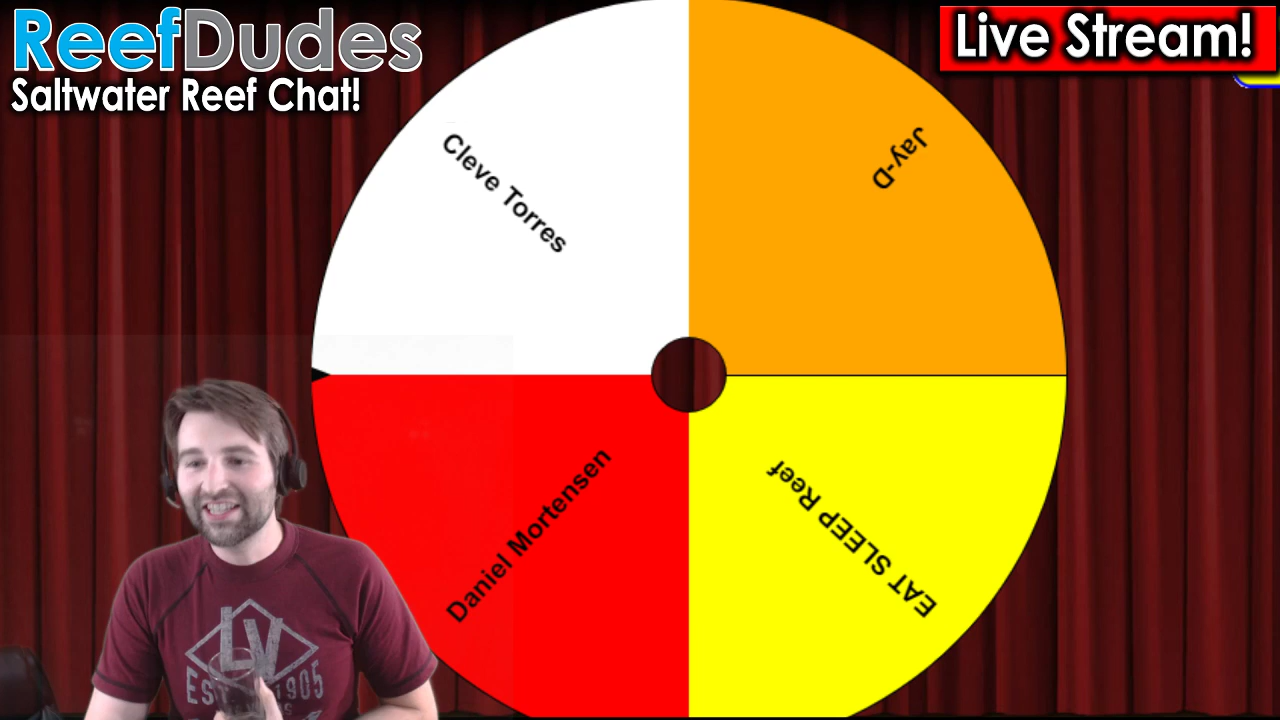 ReefDudes
Saltwater Reef Chat!
Live Stream!
Cleve Torres
Jay-D
Daniel Mortensen
EAT SLEEP Reef
LV
EST 1905